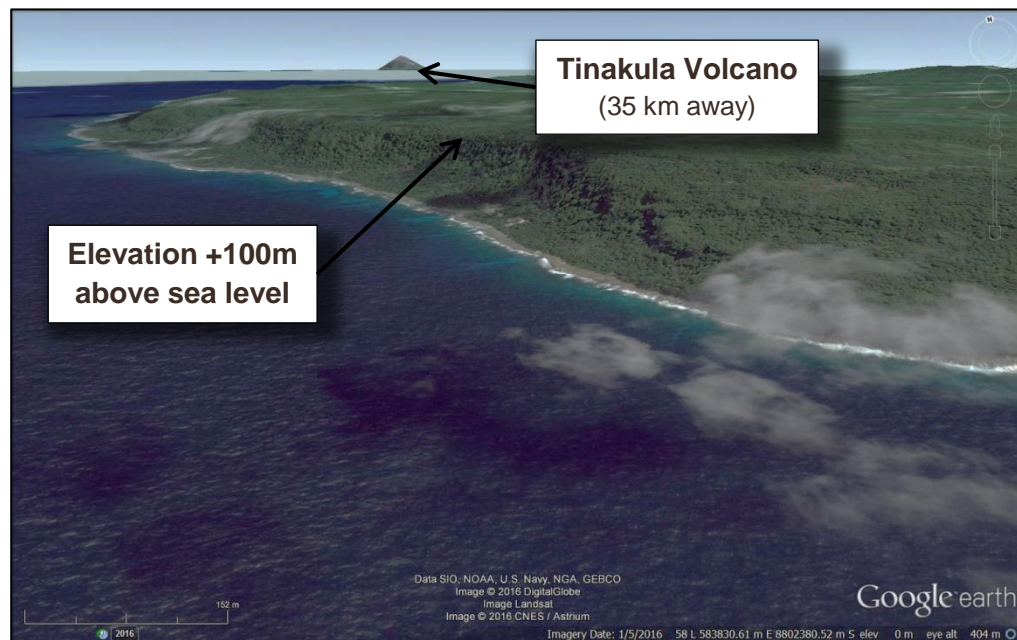 N
Tinakula Volcano
(35 km away)
Elevation +100m
above sea level
Data SIO, NOAA, U.S. Navy, NGA, GEBCO
Image © 2016 DigitalGlobe
Image Landsat
Image © 2016 CNES / Astrium
Google earth
152 m
2016
Imagery Date: 1/5/2016 58 L 583830.61 m E 8802380.52 m S elev 0 m eye alt 404 m